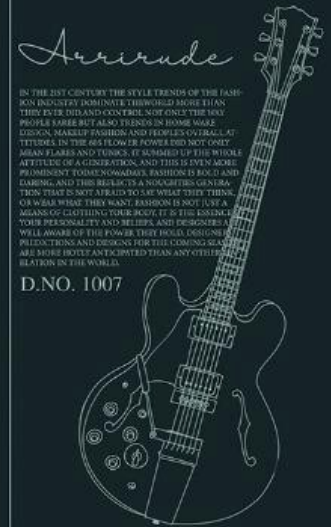 Arrirude
IN THE 21ST CENTURY THE STYLE TRENDS OF THE FASH-
ION INDUSTRY DOMINATE THEWORLD MORE THAN
THEY EVER DID,AND CONTROL NOT ONLY THE WAY
PEOPLE SAREE BUT ALSO TRENDS IN HOME WARE
DESIGN, MAKEUP FASHION AND PEOPLE'S OVERALL AT-
TITUDES. IN THE 60S FLOWER POWER DID NOT ONLY
MEAN FLARES AND TUNICS. IT SUMMED UP THE WHOLE
ATTITUDE OF A GENERATION, AND THIS IS EVEN MORE
PROMINENT TODAY.NOWADAYS, FASHION IS BOLD AND
DARING, AND THIS REFLECTS A NOUGHTIES GENERA-
TION THAT IS NOT AFRAID TO SAY WHAT THEY THINK,
OR WEAR WHAT THEY WANT. FASHION IS NOT JUST A
MEANS OF CLOTHING YOUR BODY, IT IS THE ESSENCE
YOUR PERSONALITY AND BELIEFS, AND DESIGNERS A
WELL AWARE OF THE POWER THEY HOLD. DESIGNER
PREDICTIONS AND DESIGNS FOR THE COMING SEAS
ARE MORE HOTLY ANTICIPATED THAN ANY OTHER
ELATION IN THE WORLD.
D.NO. 1007